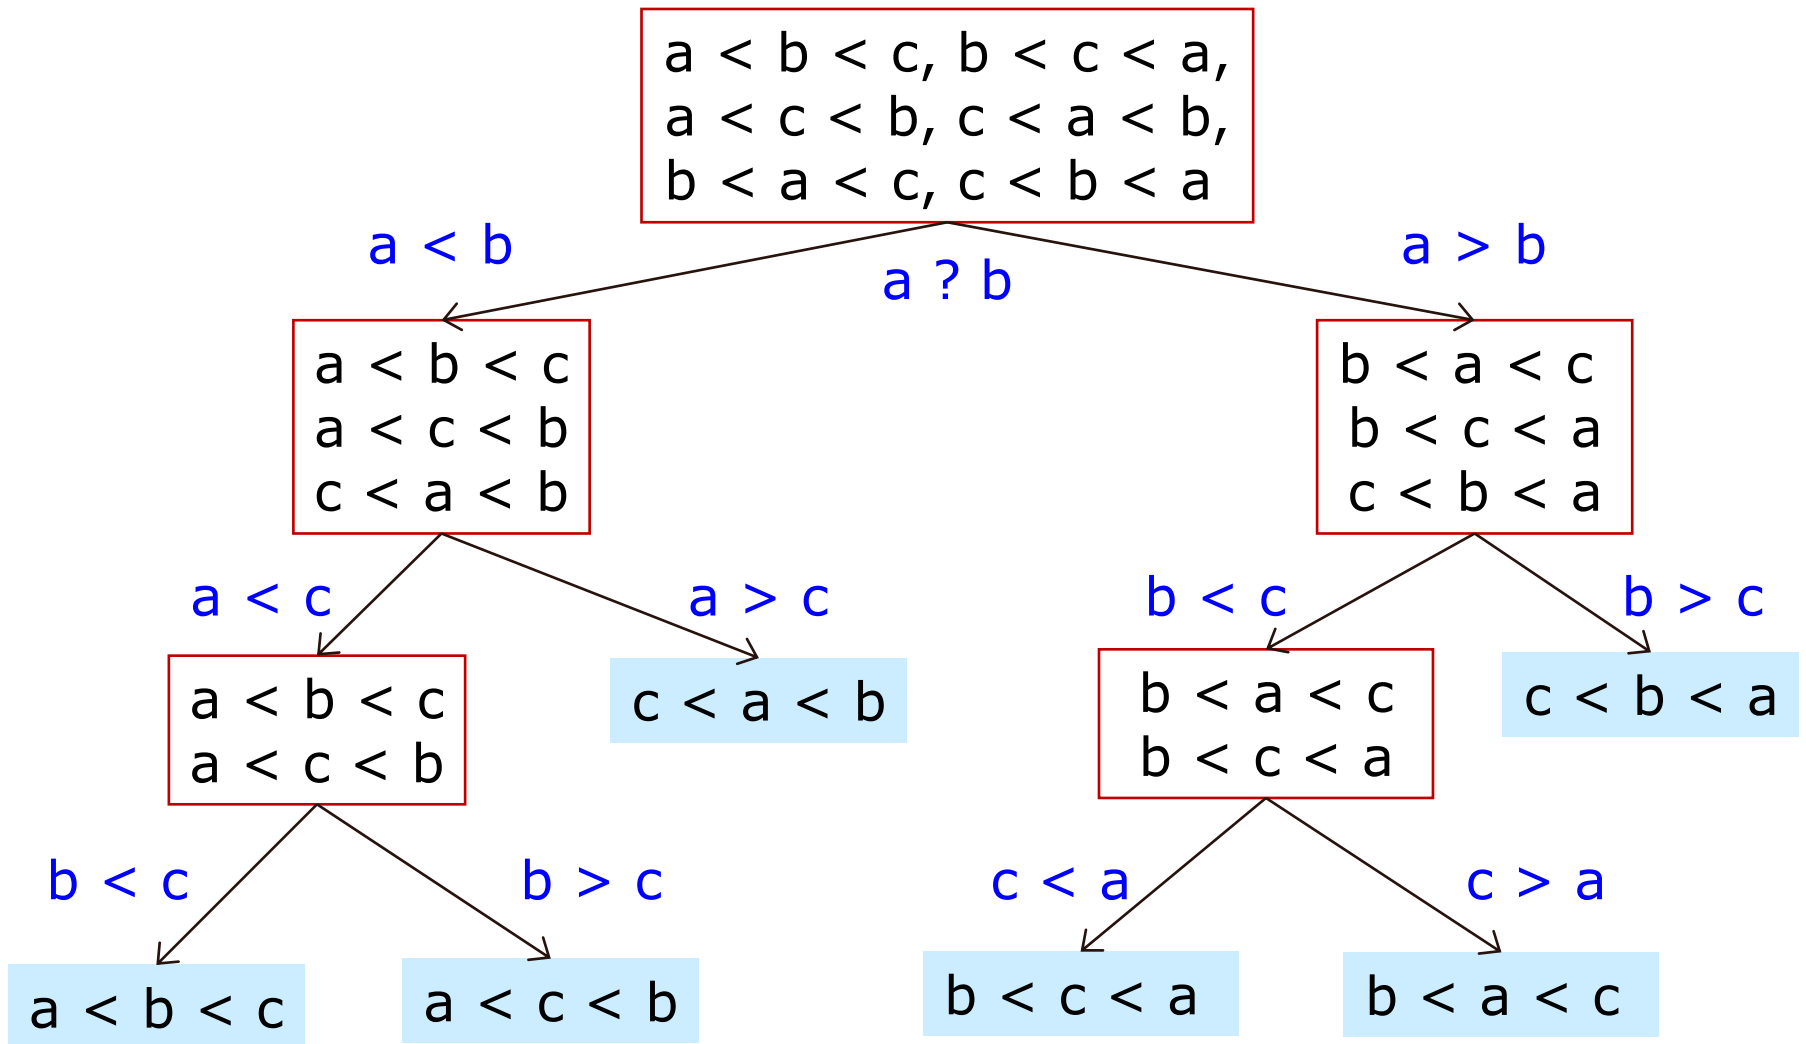 a < b < c, b < c < a,
a < c < b, c < a < b,
b < a < c, c < b < a
a < b
a ? b
a > b
a < b < c
a < c < b
c < a < b
b < a < c
b < c < a
c < b < a
a < c
a > c
b < c
b > c
a < b < c
a < c < b
c < a < b
b < a < c
b < c < a
c < b < a
b < c
b > c
c < a
c > a
a < b < c
a < c < b
b < c < a
b < a < c